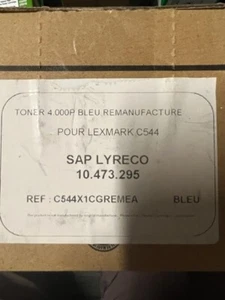 TONER 4.000P BLEU REMANUFACTURE
POUR LEXMARK C544
SAP LYRECO
10.473.295
REF : C544X1CGREMEA BLEU